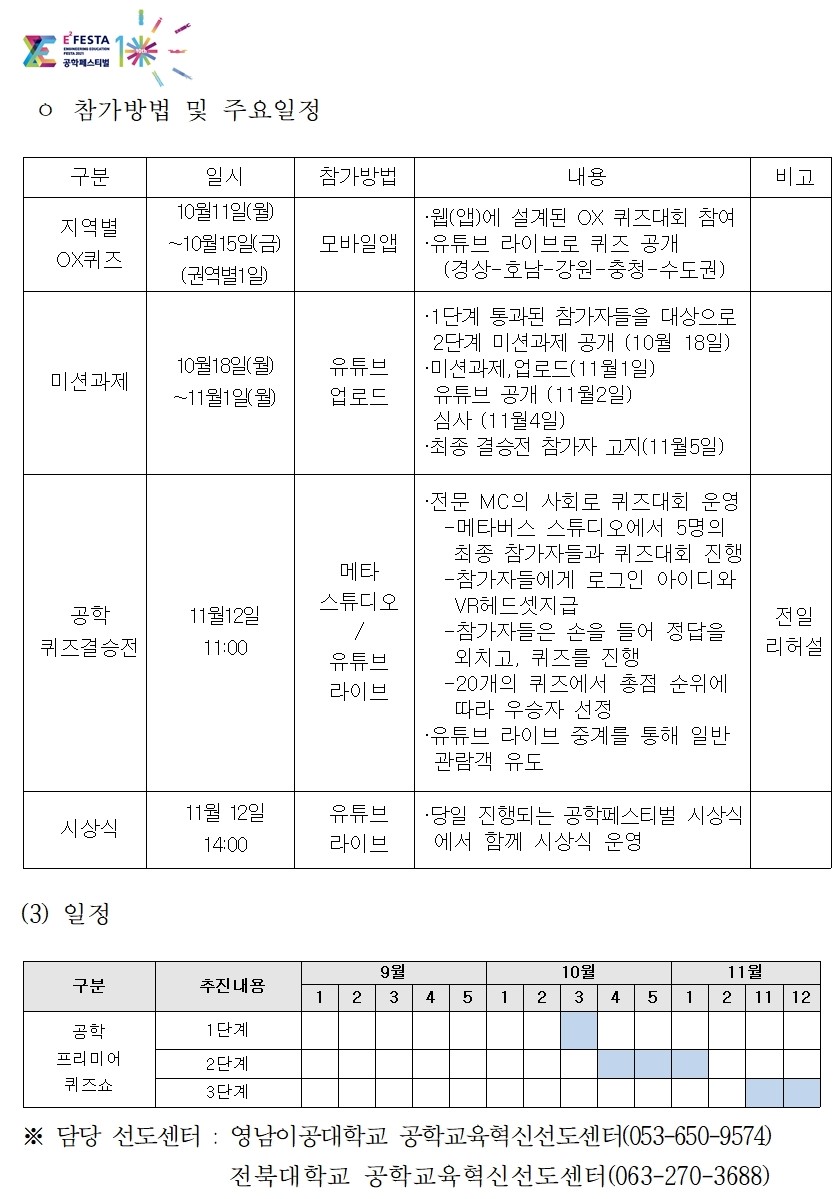 E² FESTA
ENGINEERING EDUCATION
FESTA 2021
공학페스티벌
10
ㅇ 참가방법 및 주요일정
구분 일시 참가방법 내용 비고
지역별
OX퀴즈
10월11일(월)
~10월15일(금)
(권역별1일)
모바일앱
·웹(앱)에 설계된 OX 퀴즈대회 참여
·유튜브 라이브로 퀴즈 공개
(경상-호남-강원-충청-수도권)
미션과제
10월18일(월)
~11월1일(월)
유튜브
업로드
·1단계 통과된 참가자들을 대상으로
2단계 미션과제 공개 (10월 18일)
·미션과제,업로드(11월1일)
유튜브 공개 (11월2일)
심사 (11월4일)
·최종 결승전 참가자 고지(11월5일)
공학
퀴즈결승전
11월12일
11:00
메타
스튜디오
/
유튜브
라이브
·전문 MC의 사회로 퀴즈대회 운영
-메타버스 스튜디오에서 5명의
최종 참가자들과 퀴즈대회 진행
-참가자들에게 로그인 아이디와
VR헤드셋지급
-참가자들은 손을 들어 정답을
외치고, 퀴즈를 진행
-20개의 퀴즈에서 총점 순위에
따라 우승자 선정
·유튜브 라이브 중계를 통해 일반
관람객 유도
전일
리허설
시상식
11월 12일
14:00
유튜브
라이브
·당일 진행되는 공학페스티벌 시상식
에서 함께 시상식 운영
(3) 일정
구분 추진내용 9월 10월 11월
1 2 3 4 5 1 2 3 4 5 1 2 11 12
공학
프리미어
퀴즈쇼
1단계
2단계
3단계
※ 담당 선도센터 : 영남이공대학교 공학교육혁신선도센터(053-650-9574)
전북대학교 공학교육혁신선도센터(063-270-3688)